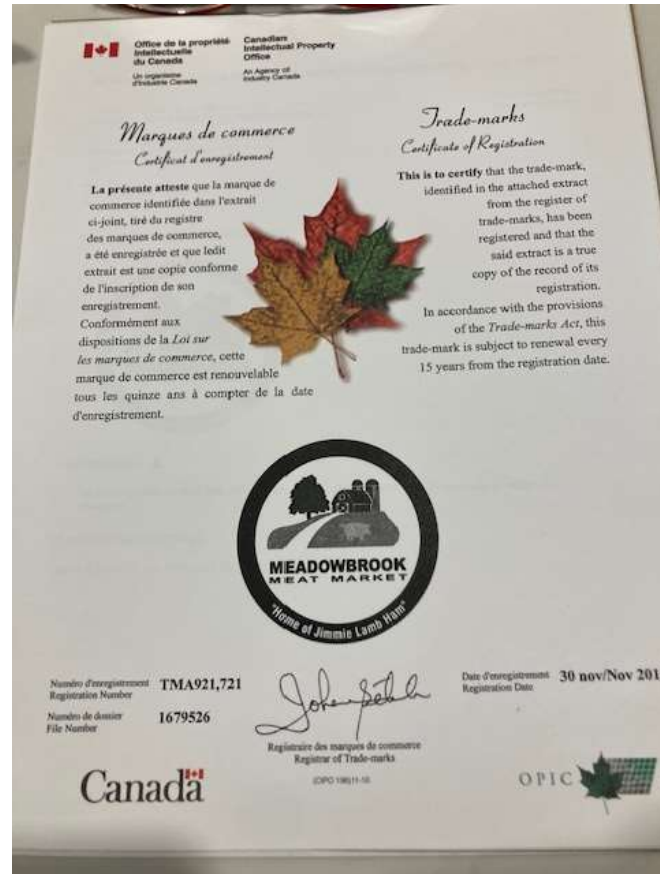 Office de la propriété
intellectuelle
du Canada
Un organisme
d'Industrie Canada
Canadian
Intellectual Property
Office
An Agency of
Industry Canada
Marques de commerce
Certificat d'enregistrement
La présente atteste que la marque de
commerce identifiée dans l'extrait
ci-joint, tiré du registre
des marques de commerce,
a été enregistrée et que ledit
extrait est une copie conforme
de l'inscription de son
enregistrement.
Conformément aux
dispositions de la Loi sur
les marques de commerce, cette
marque de commerce est renouvelable
tous les quinze ans à compter de la date
d'enregistrement.
Trade-marks
Certificate of Registration
This is to certify that the trade-mark,
identified in the attached extract
from the register of
trade-marks, has been
registered and that the
said extract is a true
copy of the record of its
registration.
In accordance with the provisions
of the Trade-marks Act, this
trade-mark is subject to renewal every
15 years from the registration date.
MEADOWBROOK
MEAT MARKET
"Home of Jimmie Lamb Ham"
Numéro d'enregistrement
Registration Number
TMA921,721
Numéro de dossier
File Number
1679526
Registraire des marques de commerce
Registrar of Trade-marks
Date d'enregistrement
Registration Date
30 nov/Nov 201
Canada
OPIC